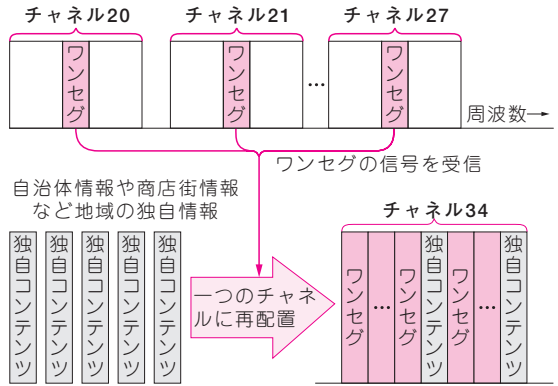 チャネル20
チャネル21
チャネル27
ワンセグ
ワンセグ
…
ワンセグ
周波数→
ワンセグの信号を受信
自治体情報や商店街情報
など地域の独自情報
独自コンテンツ
独自コンテンツ
独自コンテンツ
独自コンテンツ
独自コンテンツ
一つのチャネ
ルに再配置
チャネル34
ワンセグ
…
ワンセグ
独自コンテンツ
ワンセグ
…
独自コンテンツ